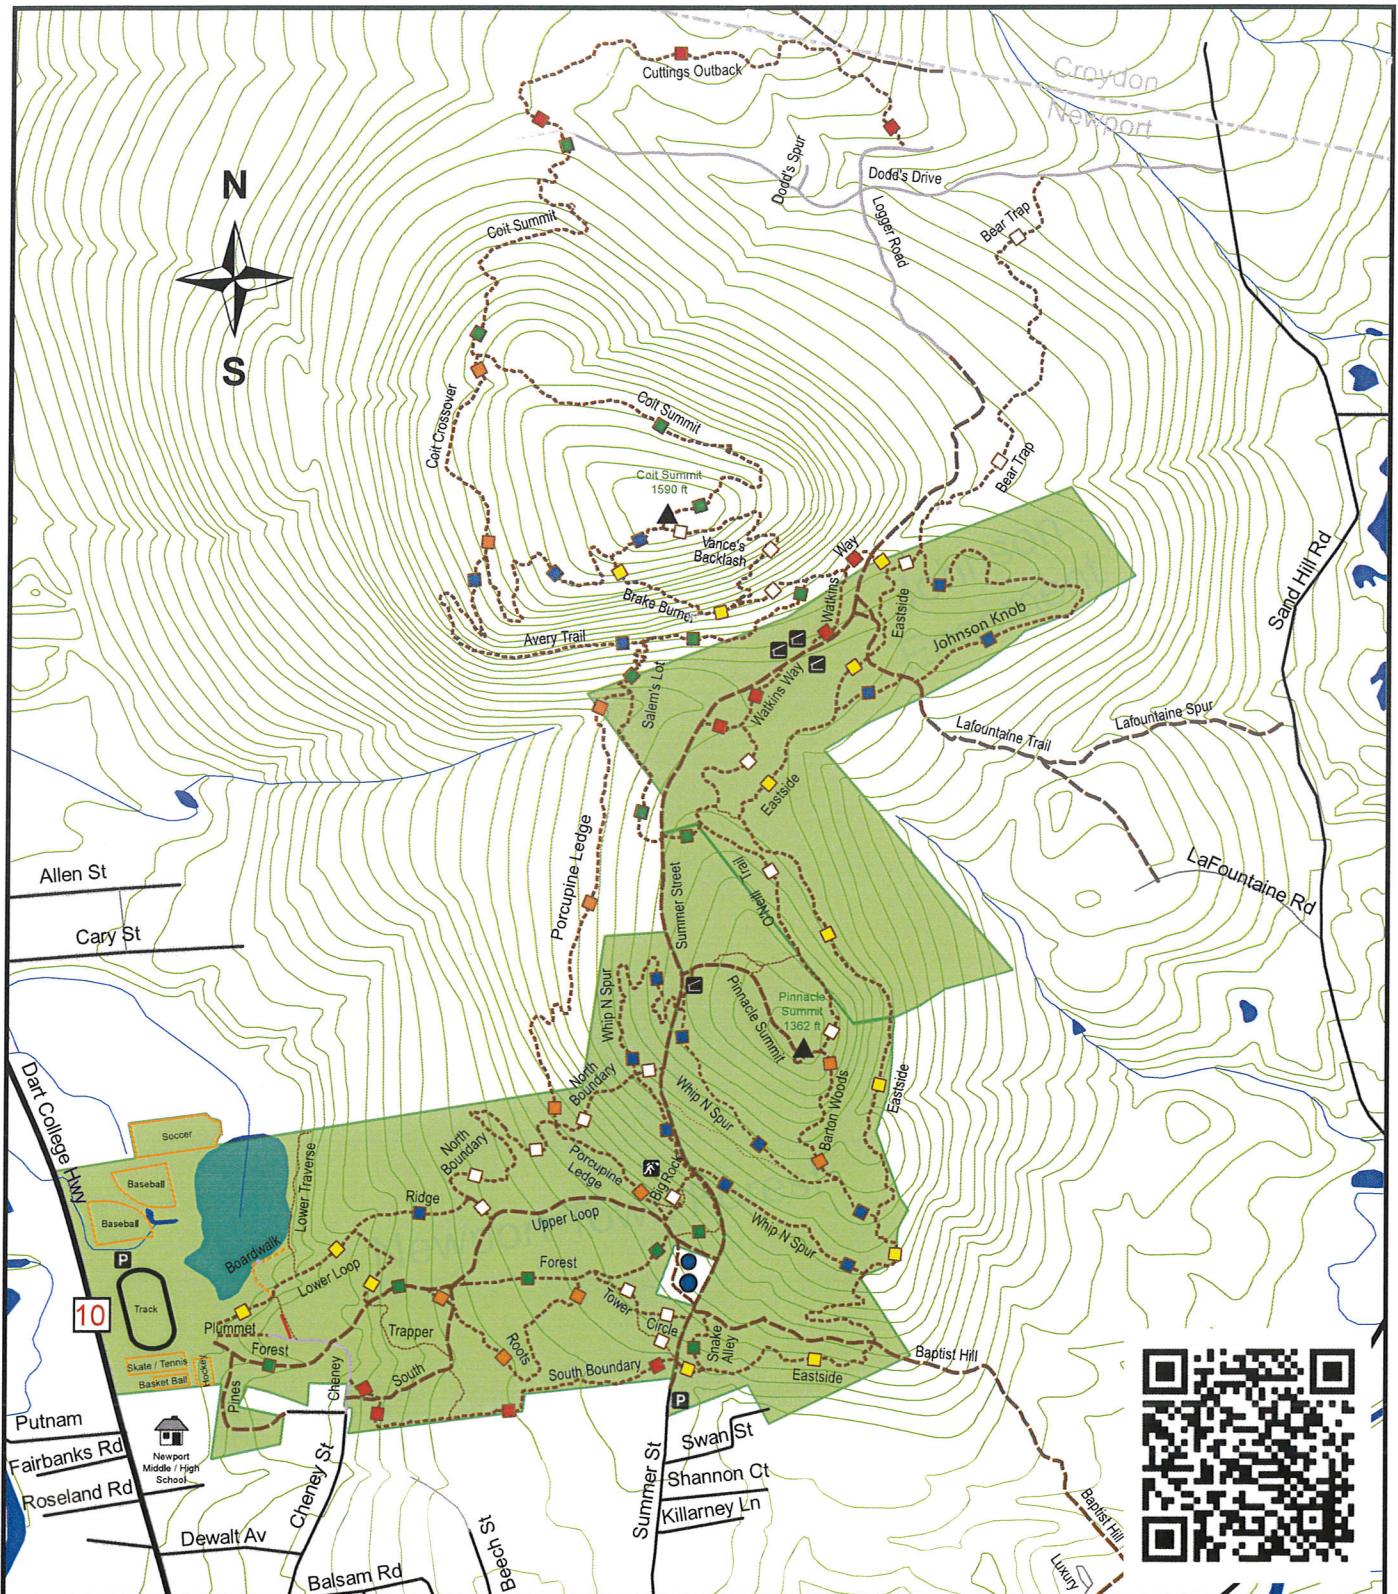 Cuttings Outback
Croydon
Newport
Dodd's Spur
Dodd's Drive
N
Coit Summit
Logger Road
Bear Trap
S
Coit Crossover
Coit Summit
Bear Trap
Coit Summit
1590 ft
Vance's
Backlash
Way
Watkins
Brake Burner
Eastside
Johnson Knob
Sand Hill Rd
Avery Trail
Salem's Lot
Watkins Way
Lafountaine Trail
Lafountaine Spur
Eastside
Porcupine Ledge
Allen St
Cary St
Summer Street
O'Neill
Trail
LaFountaine Rd
Whip N Spur
Pinnacle Summit
Pinnacle
Summit
1362 ft
North
Boundary
Whip N Spur
Barton Woods
Eastside
Dart College Hwy
Soccer
Baseball
Baseball
North
Boundary
Porcupine
Ledge
Big Rock
Lower Traverse
Ridge
Upper Loop
Whip N Spur
Boardwalk
Lower Loop
Forest
P
10
Track
Plummet
Tower
Circle
Trapper
Forest
Roots
Snake
Alley
Baptist Hill
Skate / Tennis
Basket Ball
Hockey
Pines
Cheney
South
South Boundary
Eastside
P
Putnam
Fairbanks Rd
Roseland Rd
Newport
Middle / High
School
Cheney St
Swan St
Shannon Ct
Killarney Ln
Summer St
Dewalt Av
Balsam Rd
Beech St
Baptist Hill
Luxury